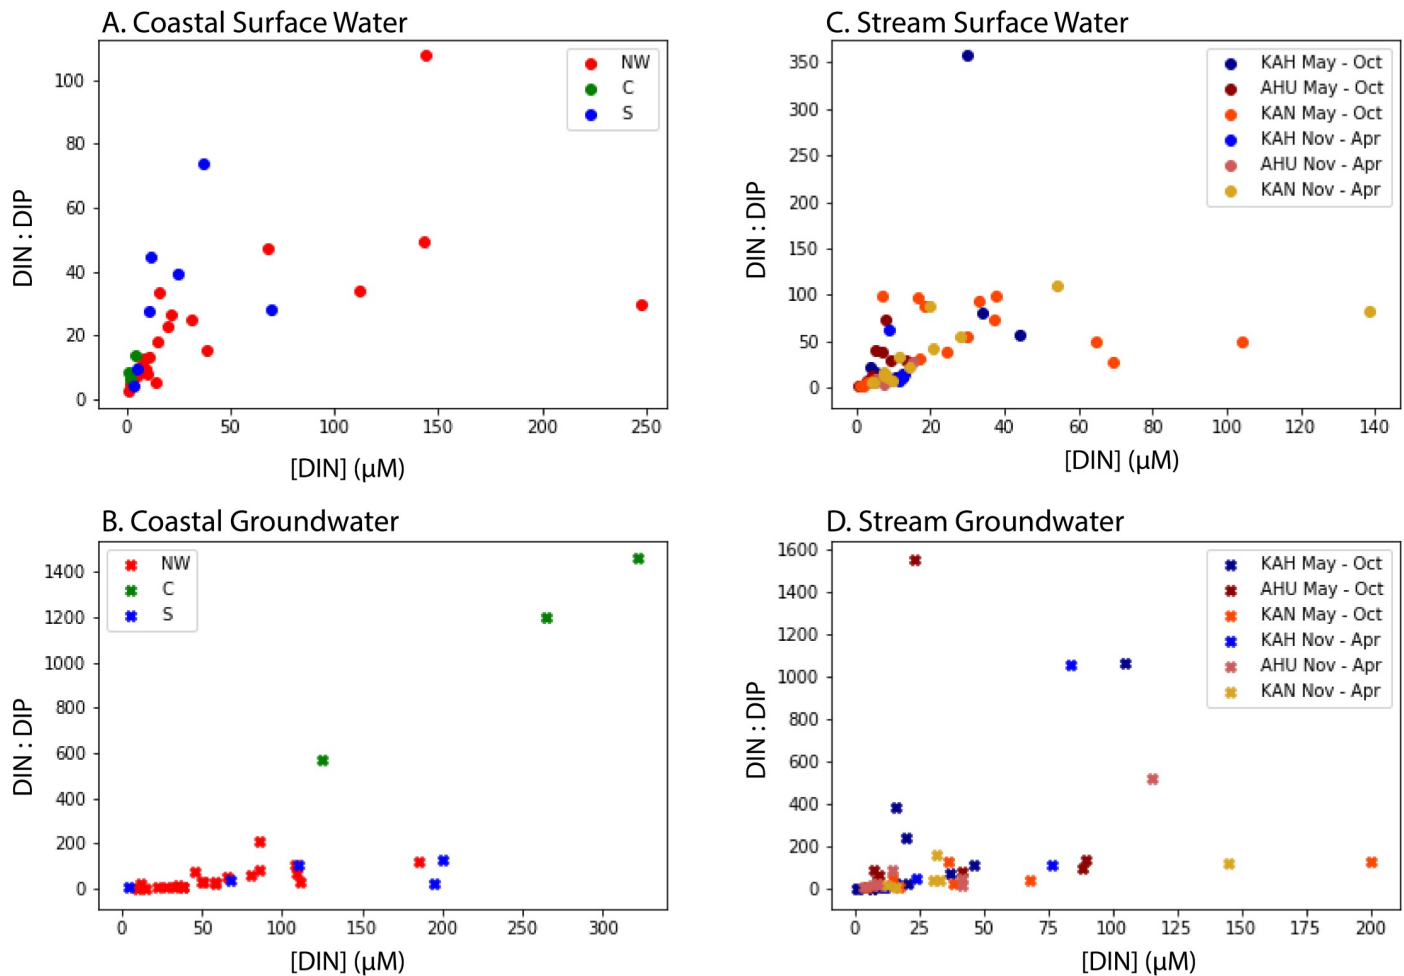 A. Coastal Surface Water
DIN : DIP
100
80
60
40
20
0
NW
C
S
0 50 100 150 200 250
[DIN] (μM)
C. Stream Surface Water
DIN : DIP
350
300
250
200
150
100
50
0
KAH May - Oct
AHU May - Oct
KAN May - Oct
KAH Nov - Apr
AHU Nov - Apr
KAN Nov - Apr
0 20 40 60 80 100 120 140
[DIN] (μM)
B. Coastal Groundwater
DIN : DIP
1400
1200
1000
800
600
400
200
0
NW
C
S
0 50 100 150 200 250 300
[DIN] (μM)
D. Stream Groundwater
DIN : DIP
1600
1400
1200
1000
800
600
400
200
0
KAH May - Oct
AHU May - Oct
KAN May - Oct
KAH Nov - Apr
AHU Nov - Apr
KAN Nov - Apr
0 25 50 75 100 125 150 175 200
[DIN] (μM)